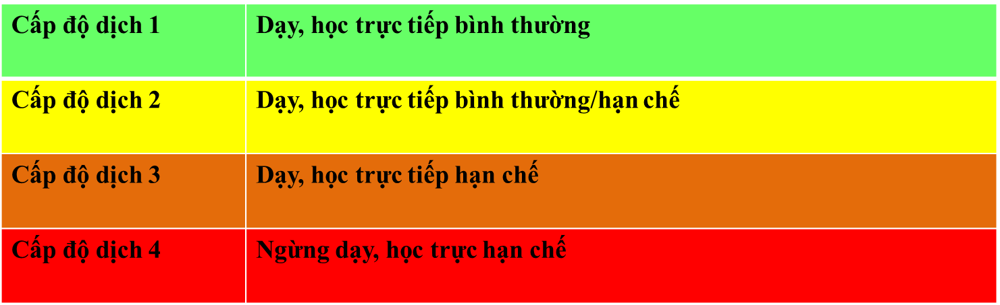 Cấp độ dịch 1 Dạy, học trực tiếp bình thường
Cấp độ dịch 2 Dạy, học trực tiếp bình thường/hạn chế
Cấp độ dịch 3 Dạy, học trực tiếp hạn chế
Cấp độ dịch 4 Ngừng dạy, học trực hạn chế